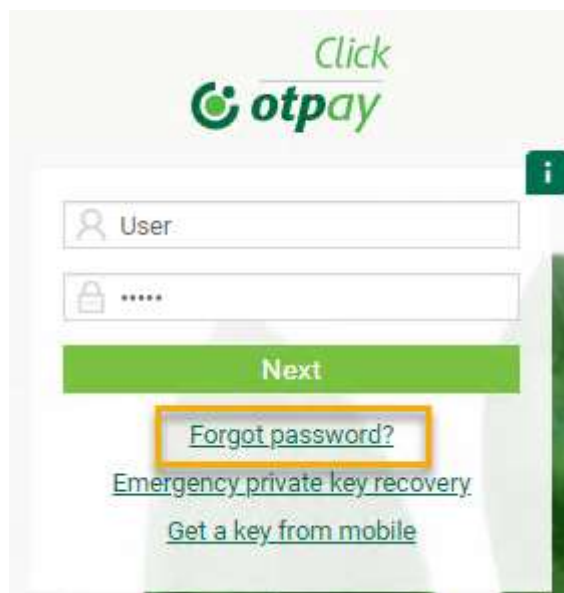 Click
otpay
i
User
•••••
Next
Forgot password?
Emergency private key recovery
Get a key from mobile